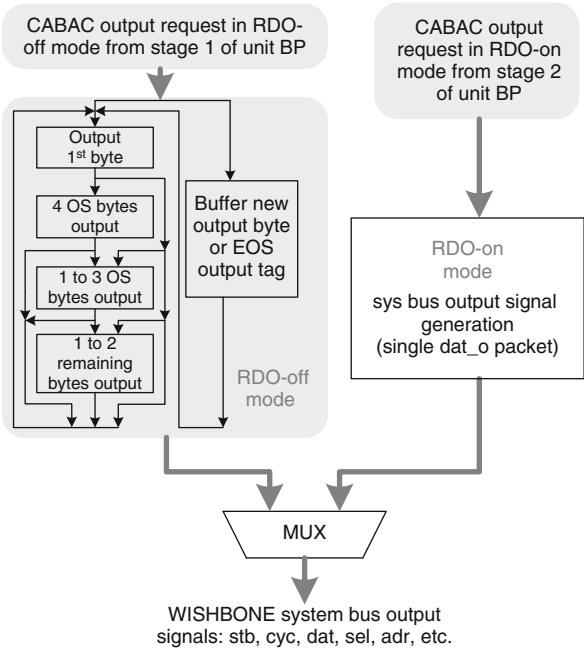 CABAC output request in RDO-
off mode from stage 1 of unit BP
CABAC output
request in RDO-on
mode from stage 2
of unit BP
Output
1st byte
4 OS bytes
output
1 to 3 OS
bytes output
1 to 2
remaining
bytes output
Buffer new
output byte
or EOS
output tag
RDO-off
mode
RDO-on
mode
sys bus output signal
generation
(single dat_o packet)
MUX
WISHBONE system bus output
signals: stb, cyc, dat, sel, adr, etc.